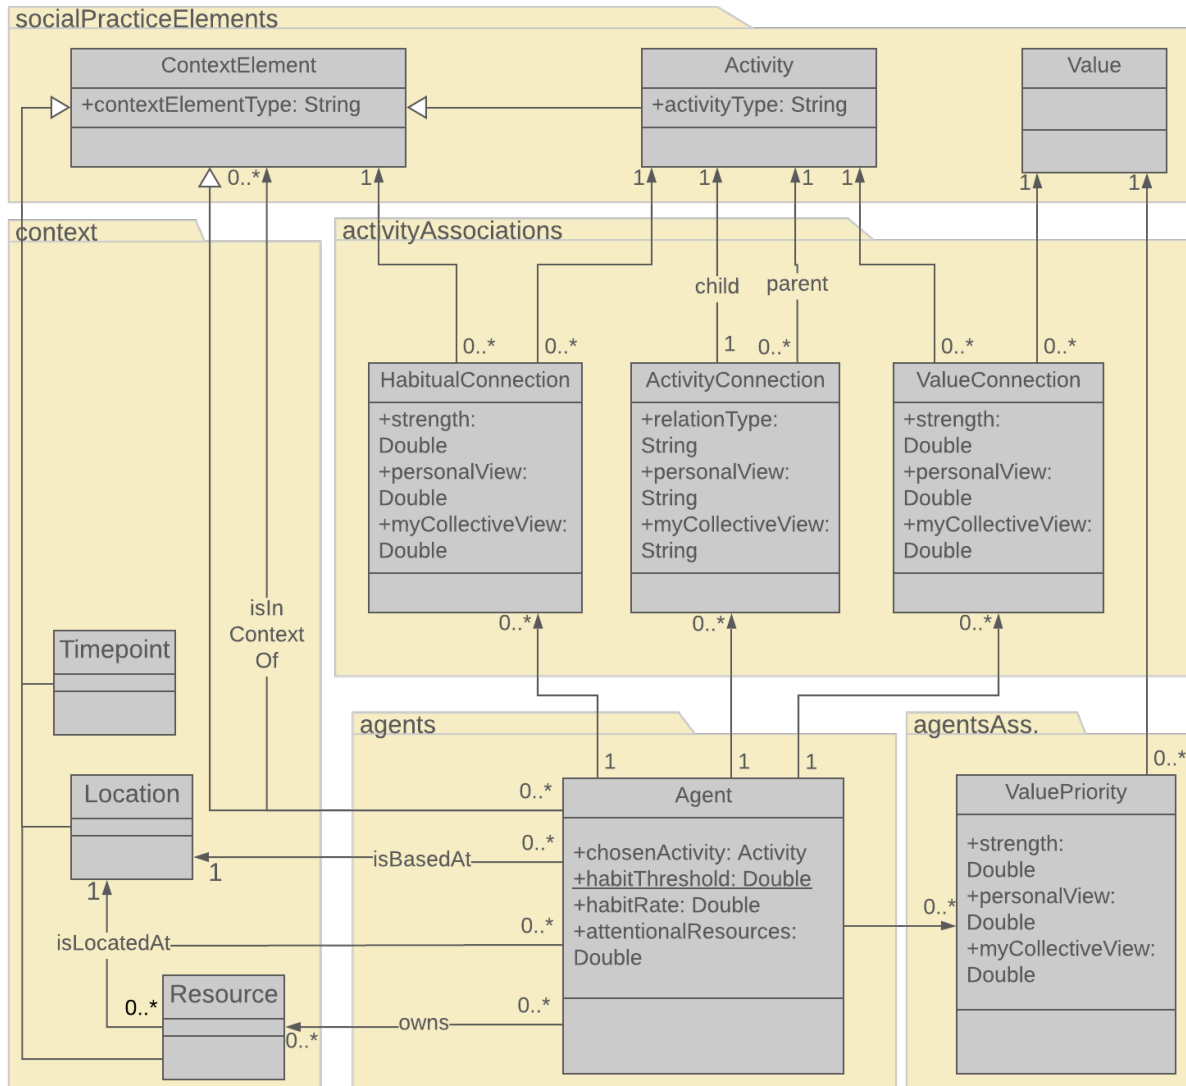 socialPracticeElements
ContextElement
+contextElementType: String
Activity
+activityType: String
Value
0..*
1
1
1
1
1
1
1
context
activityAssociations
child
parent
0..*
0..*
1
0..*
0..*
0..*
HabitualConnection
+strength:
Double
+personalView:
Double
+myCollectiveView:
Double
ActivityConnection
+relationType:
String
+personalView:
String
+myCollectiveView:
String
ValueConnection
+strength:
Double
+personalView:
Double
+myCollectiveView:
Double
isIn
Context
Of
0..*
0..*
0..*
Timepoint
Location
1
1
isBasedAt
isLocatedAt
Resource
0..*
0..*
owns
agents
1
1
1
0..*
0..*
0..*
0..*
Agent
+chosenActivity: Activity
+habitThreshold: Double
+habitRate: Double
+attentionalResources:
Double
agentsAss.
0..*
0..*
ValuePriority
+strength:
Double
+personalView:
Double
+myCollectiveView:
Double